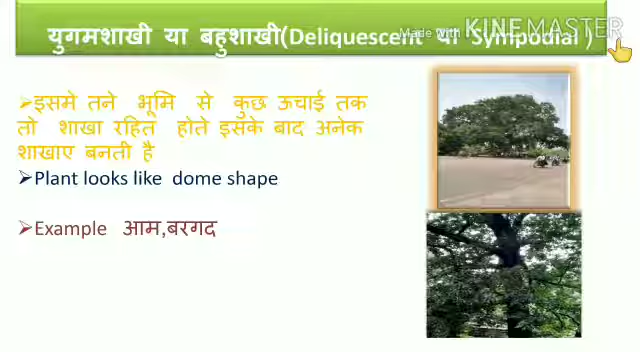 युगमशाखी या बहुशाखी(Deliquescent या Sympodial )
Made with KINEMASTER
➢इसमे तने भूमि से कुछ ऊचाई तक
तो शाखा रहित होते इसके बाद अनेक
शाखाए बनती है
➢Plant looks like dome shape
➢Example आम,बरगद